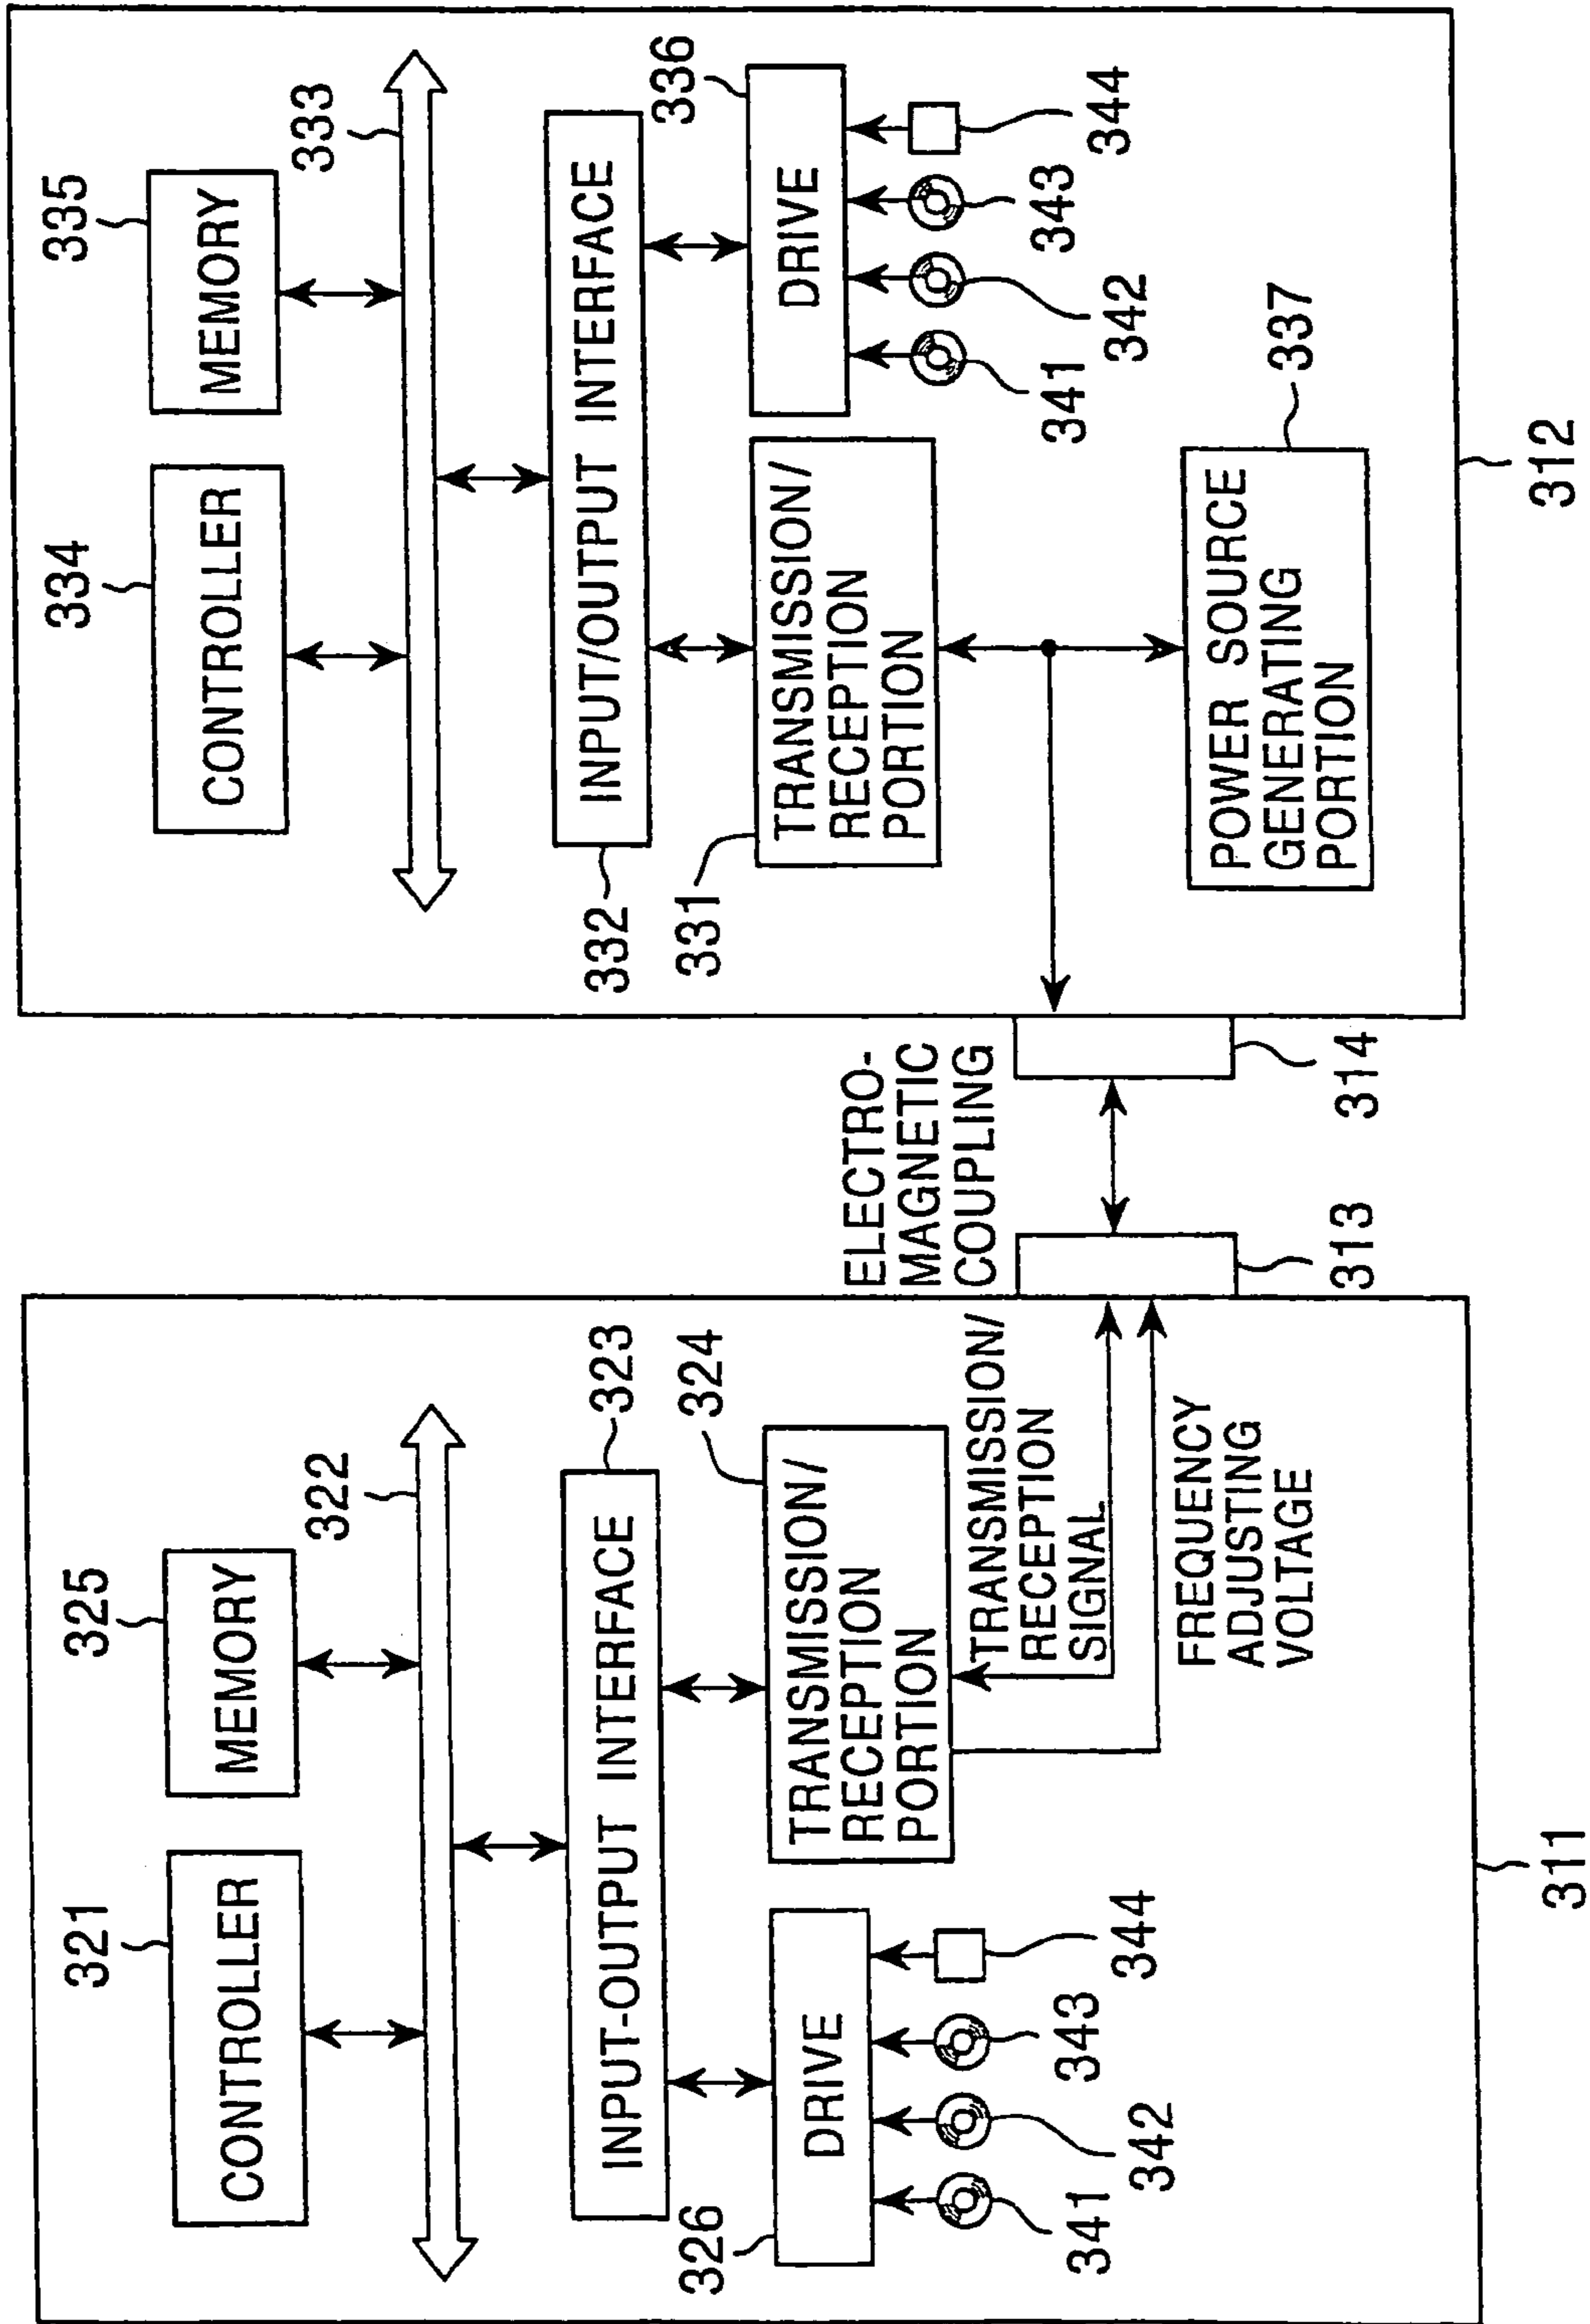 321
CONTROLLER
325
MEMORY
322
INPUT-OUTPUT INTERFACE
323
326
DRIVE
341
342
343
344
TRANSMISSION/
RECEPTION
PORTION
324
TRANSMISSION/
RECEPTION
SIGNAL
FREQUENCY
ADJUSTING
VOLTAGE
311
ELECTRO-
MAGNETIC
COUPLING
313
314
334
CONTROLLER
335
MEMORY
333
332
INPUT/OUTPUT INTERFACE
331
TRANSMISSION/
RECEPTION
PORTION
DRIVE
336
341
342
343
344
POWER SOURCE
GENERATING
PORTION
337
312